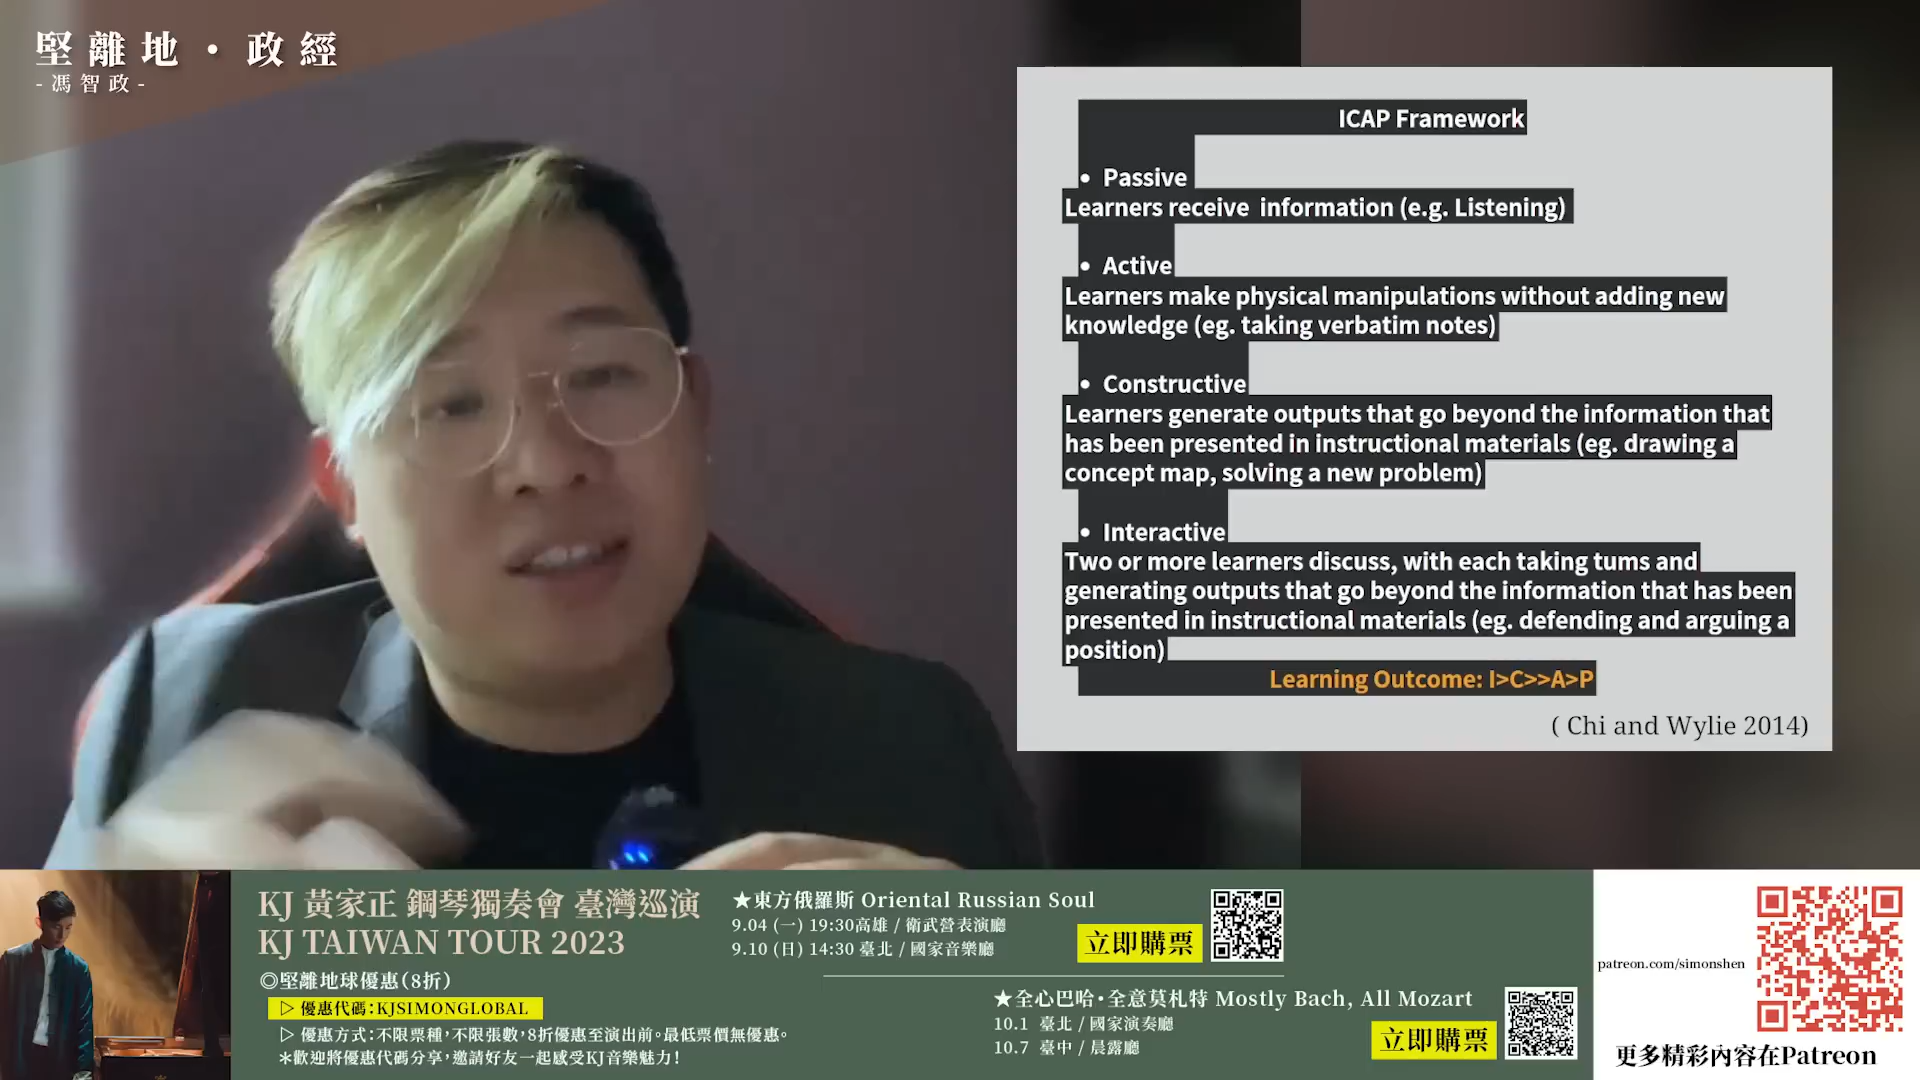 堅離地・政經
-馮智政-
ICAP Framework
• Passive
Learners receive information (e.g. Listening)
• Active
Learners make physical manipulations without adding new
knowledge (eg. taking verbatim notes)
• Constructive
Learners generate outputs that go beyond the information that
has been presented in instructional materials (eg. drawing a
concept map, solving a new problem)
• Interactive
Two or more learners discuss, with each taking tums and
generating outputs that go beyond the information that has been
presented in instructional materials (eg. defending and arguing a
position)
Learning Outcome: I>C>>A>P
( Chi and Wylie 2014)
KJ 黃家正 鋼琴獨奏會 臺灣巡演
KJ TAIWAN TOUR 2023
◎堅離地球優惠(8折)
▷ 優惠代碼:KJSIMONGLOBAL
▷ 優惠方式:不限票種,不限張數,8折優惠至演出前。最低票價無優惠。
*歡迎將優惠代碼分享,邀請好友一起感受KJ音樂魅力!
★東方俄羅斯 Oriental Russian Soul
9.04 (一) 19:30高雄 / 衛武營表演廳
9.10 (日) 14:30 臺北 / 國家音樂廳
立即購票
★全心巴哈・全意莫札特 Mostly Bach, All Mozart
10.1 臺北 / 國家演奏廳
10.7 臺中 / 晨露廳
立即購票
patreon.com/simonshen
更多精彩內容在Patreon